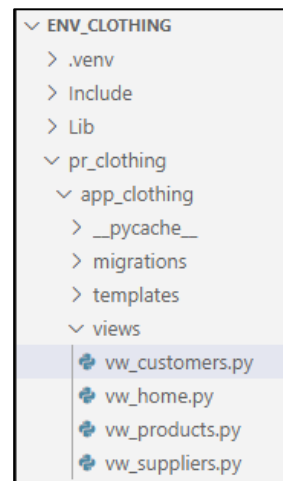 ENV_CLOTHING
.venv
Include
Lib
pr_clothing
app_clothing
__pycache__
migrations
templates
views
vw_customers.py
vw_home.py
vw_products.py
vw_suppliers.py